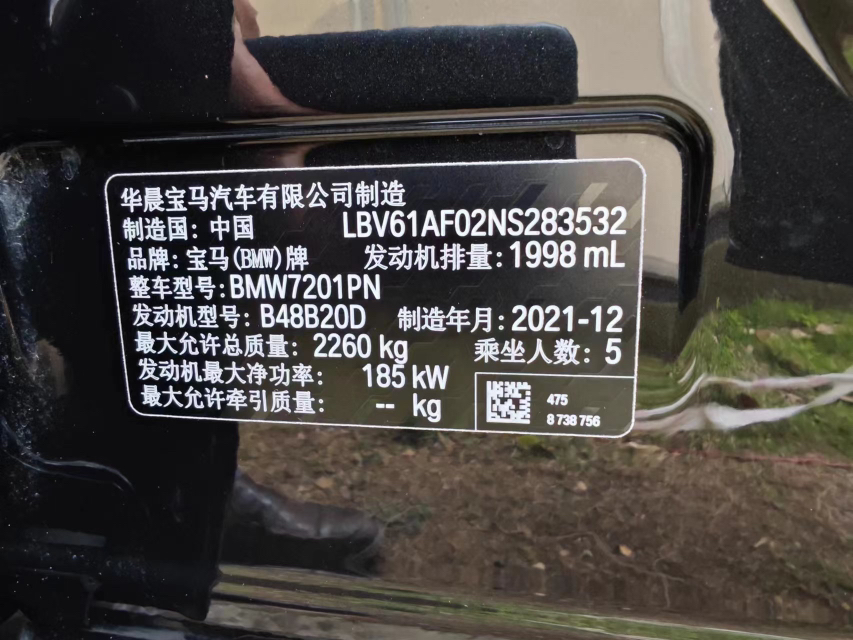 华晨宝马汽车有限公司制造
制造国: 中国 LBV61AF02NS283532
品牌: 宝马(BMW)牌 发动机排量: 1998 mL
整车型号: BMW7201PN
发动机型号: B48B20D 制造年月: 2021-12
最大允许总质量: 2260 kg 乘坐人数: 5
发动机最大净功率: 185 kW
最大允许牵引质量: -- kg
475
8 738 756